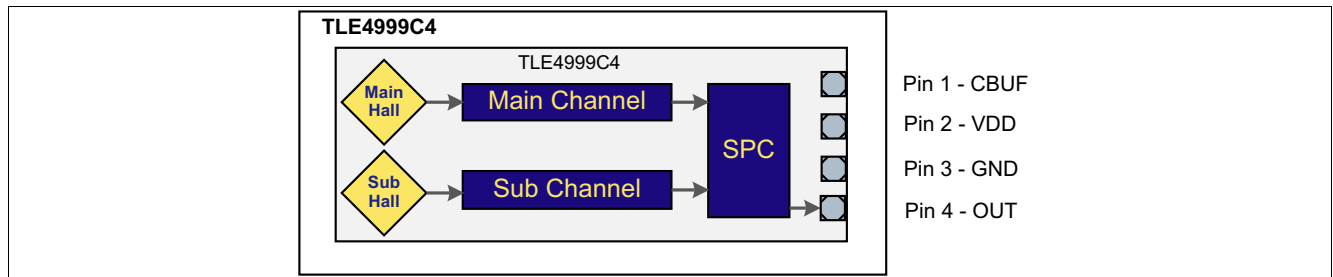 TLE4999C4
TLE4999C4
Main
Hall
Main Channel
Sub
Hall
Sub Channel
SPC
Pin 1 - CBUF
Pin 2 - VDD
Pin 3 - GND
Pin 4 - OUT